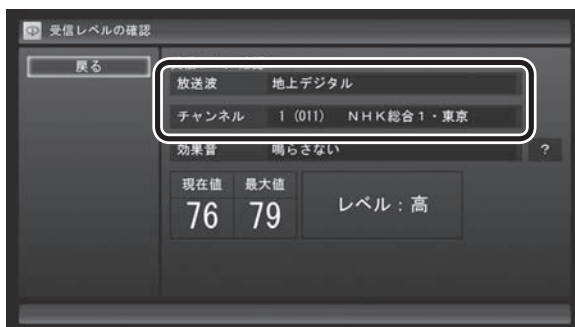 受信レベルの確認
戻る
放送波 地上デジタル
チャンネル 1 (011) NHK総合1・東京
効果音 鳴らさない ?
現在値 最大値
76 79 レベル：高